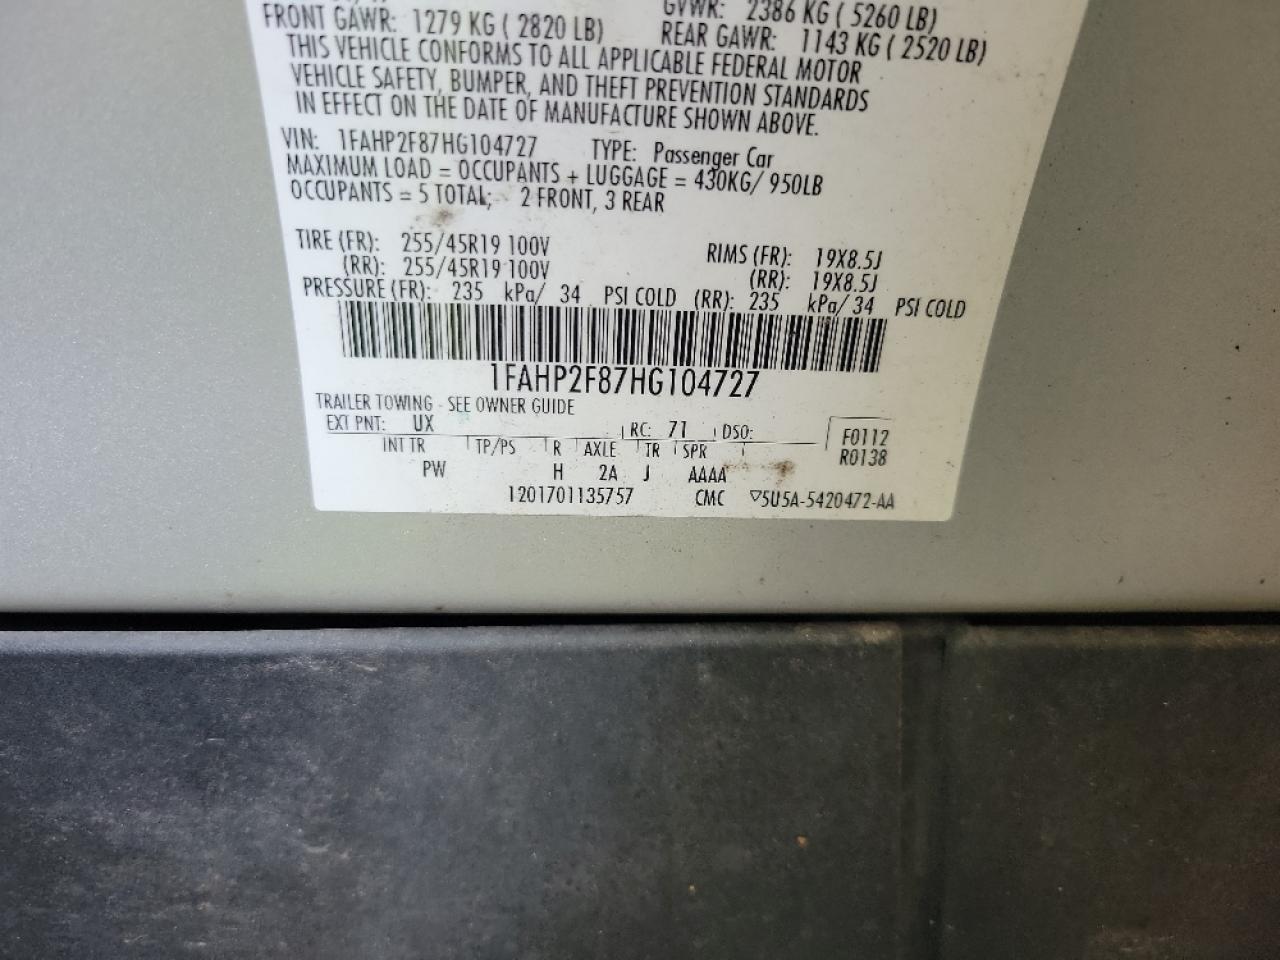 GVWR: 2386 KG ( 5260 LB)
FRONT GAWR: 1279 KG ( 2820 LB) REAR GAWR: 1143 KG ( 2520 LB)
THIS VEHICLE CONFORMS TO ALL APPLICABLE FEDERAL MOTOR
VEHICLE SAFETY, BUMPER, AND THEFT PREVENTION STANDARDS
IN EFFECT ON THE DATE OF MANUFACTURE SHOWN ABOVE.
VIN: 1FAHP2F87HG104727 TYPE: Passenger Car
MAXIMUM LOAD = OCCUPANTS + LUGGAGE = 430KG/ 950LB
OCCUPANTS = 5 TOTAL; 2 FRONT, 3 REAR
TIRE (FR): 255/45R19 100V RIMS (FR): 19X8.5J
(RR): 255/45R19 100V (RR): 19X8.5J
PRESSURE (FR): 235 kPa/ 34 PSI COLD (RR): 235 kPa/ 34 PSI COLD
1FAHP2F87HG104727
TRAILER TOWING - SEE OWNER GUIDE
EXT PNT: UX RC: 71 DSO: F0112
INT TR TP/PS R AXLE TR SPR R0138
PW H 2A J AAAA
1201701135757 CMC ▽5U5A-5420472-AA